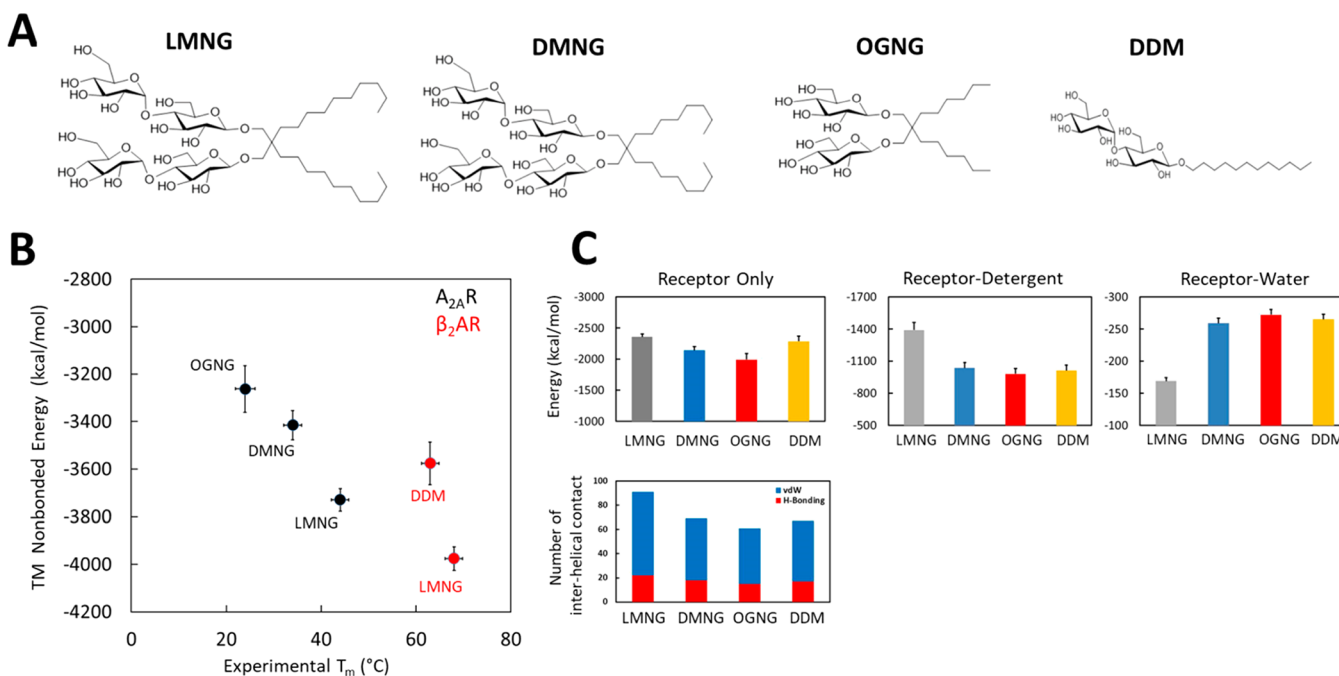 A
LMNG
DMNG
OGNG
DDM
B
TM Nonbonded Energy (kcal/mol)
-2800
-3000
-3200
-3400
-3600
-3800
-4000
-4200
0
20
40
60
80
Experimental Tm (°C)
A2AR
β2AR
OGNG
DMNG
LMNG
DDM
LMNG
C
Receptor Only
Energy (kcal/mol)
-3000
-2500
-2000
-1500
-1000
LMNG DMNG OGNG DDM
Receptor-Detergent
-1700
-1400
-1100
-800
-500
LMNG DMNG OGNG DDM
Receptor-Water
-300
-250
-200
-150
-100
LMNG DMNG OGNG DDM
Number of
inter-helical contact
100
80
60
40
20
0
vdW
H-Bonding
LMNG DMNG OGNG DDM